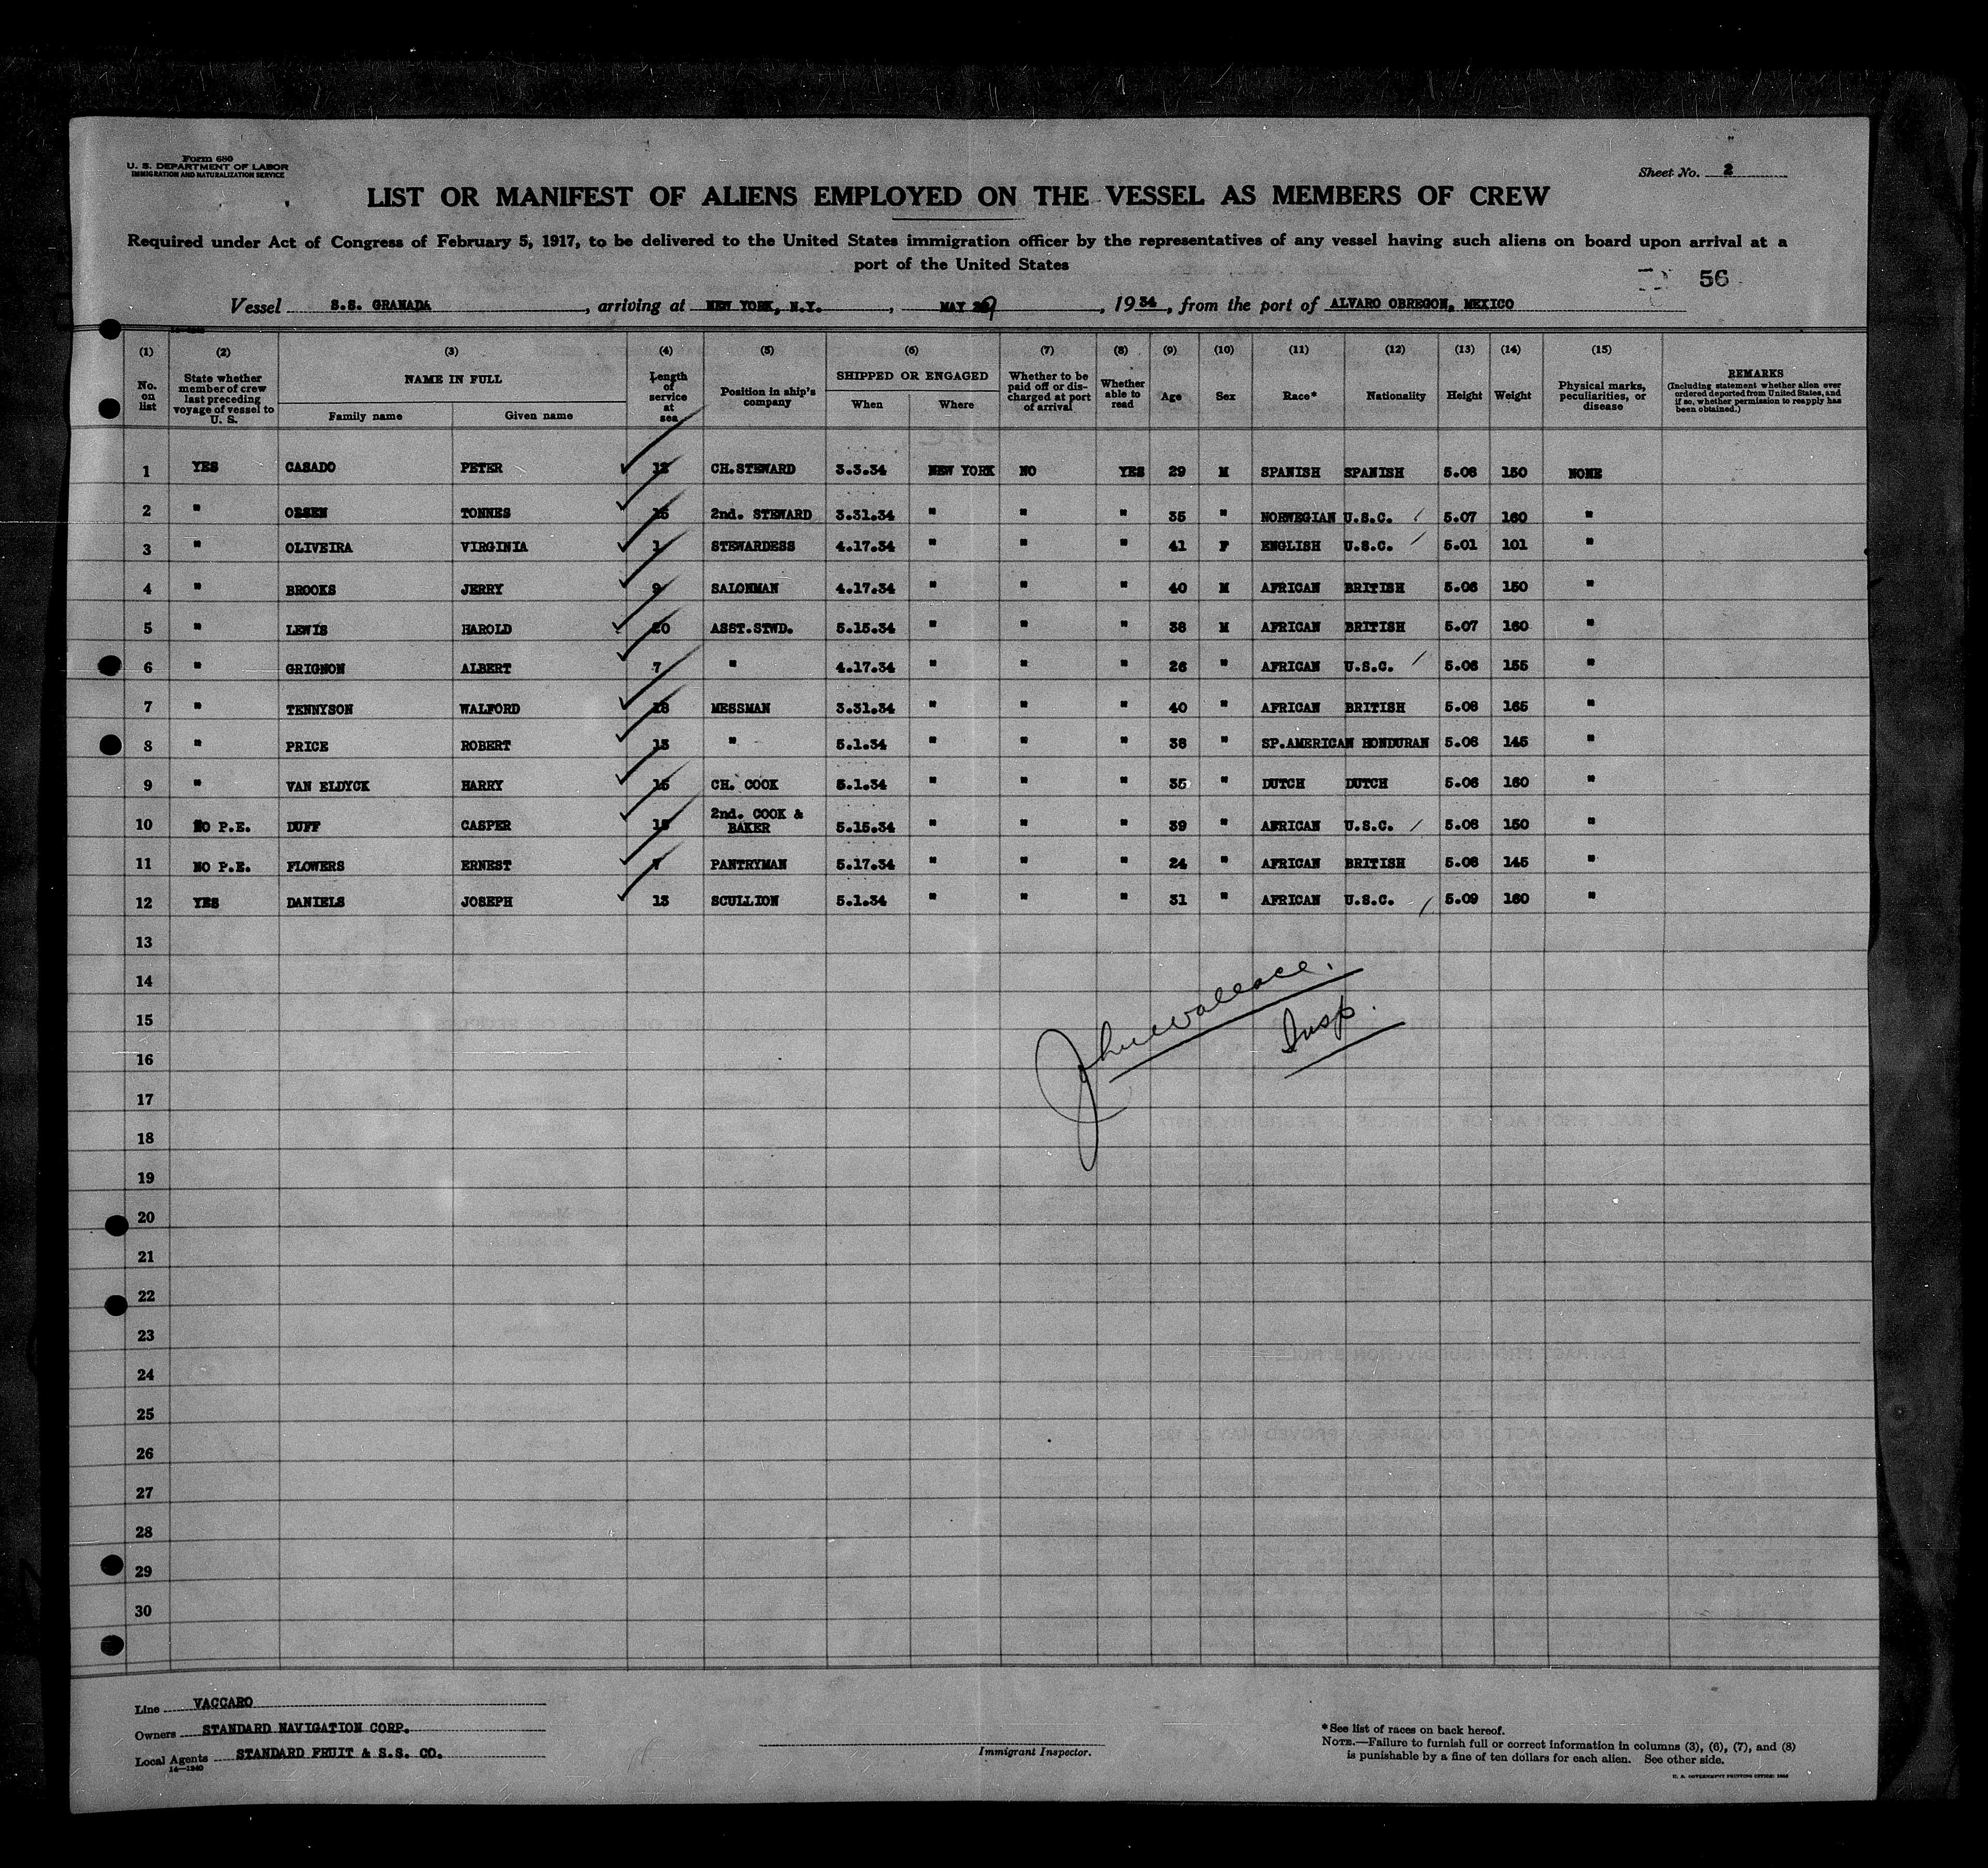 Form 680
U. S. DEPARTMENT OF LABOR
IMMIGRATION AND NATURALIZATION SERVICE
Sheet No. 2
LIST OR MANIFEST OF ALIENS EMPLOYED ON THE VESSEL AS MEMBERS OF CREW
Required under Act of Congress of February 5, 1917, to be delivered to the United States immigration officer by the representatives of any vessel having such aliens on board upon arrival at a
port of the United States
56
Vessel S.S. GRANADA, arriving at NEW YORK, N.Y., MAY 29, 1934, from the port of ALVARO OBREGON, MEXICO
(1) (2) (3) (4) (5) (6) (7) (8) (9) (10) (11) (12) (13) (14) (15)
No. on list State whether member of crew last preceding voyage of vessel to U. S. NAME IN FULL Family name Given name Length of service at sea Position in ship's company SHIPPED OR ENGAGED When Where Whether to be paid off or discharged at port of arrival Whether able to read Age Sex Race* Nationality Height Weight Physical marks, peculiarities, or disease REMARKS (Including statement whether alien ever ordered deported from United States, and if so, whether permission to reapply has been obtained.)
1 YES CASADO PETER 12 CH.STEWARD 3.3.34 NEW YORK NO YES 29 M SPANISH SPANISH 5.08 150 NONE
2 " OLSEN TONNES 15 2nd. STEWARD 3.31.34 " " " 35 " NORWEGIAN U.S.C. 5.07 160 "
3 " OLIVEIRA VIRGINIA 1 STEWARDESS 4.17.34 " " " 41 F ENGLISH U.S.C. 5.01 101 "
4 " BROOKS JERRY 9 SALONMAN 4.17.34 " " " 40 M AFRICAN BRITISH 5.06 150 "
5 " LEWIS HAROLD 20 ASST.STWD. 5.15.34 " " " 38 M AFRICAN BRITISH 5.07 160 "
6 " GRIGNON ALBERT 7 " 4.17.34 " " " 26 " AFRICAN U.S.C. 5.08 155 "
7 " TENNYSON WALFORD 18 MESSMAN 3.31.34 " " " 40 " AFRICAN BRITISH 5.08 165 "
8 " PRICE ROBERT 13 " 5.1.34 " " " 38 " SP.AMERICAN HONDURAN 5.08 145 "
9 " VAN ELDYCK HARRY 15 CH. COOK 5.1.34 " " " 35 " DUTCH DUTCH 5.06 160 "
10 NO P.E. DUFF CASPER 2nd. COOK & BAKER 5.15.34 " " " 39 " AFRICAN U.S.C. 5.08 150 "
11 NO P.E. FLOWERS ERNEST 7 PANTRYMAN 5.17.34 " " " 24 " AFRICAN BRITISH 5.08 145 "
12 YES DANIELS JOSEPH 13 SCULLION 5.1.34 " " " 31 " AFRICAN U.S.C. 5.09 160 "
13
14
15
16
17
18
19
20
21
22
23
24
25
26
27
28
29
30
John Wallace.
Insp.
Line VACCARO
Owners STANDARD NAVIGATION CORP.
Local Agents STANDARD FRUIT & S.S. CO.
14—1240
Immigrant Inspector.
*See list of races on back hereof.
NOTE.—Failure to furnish full or correct information in columns (3), (6), (7), and (8)
is punishable by a fine of ten dollars for each alien. See other side.